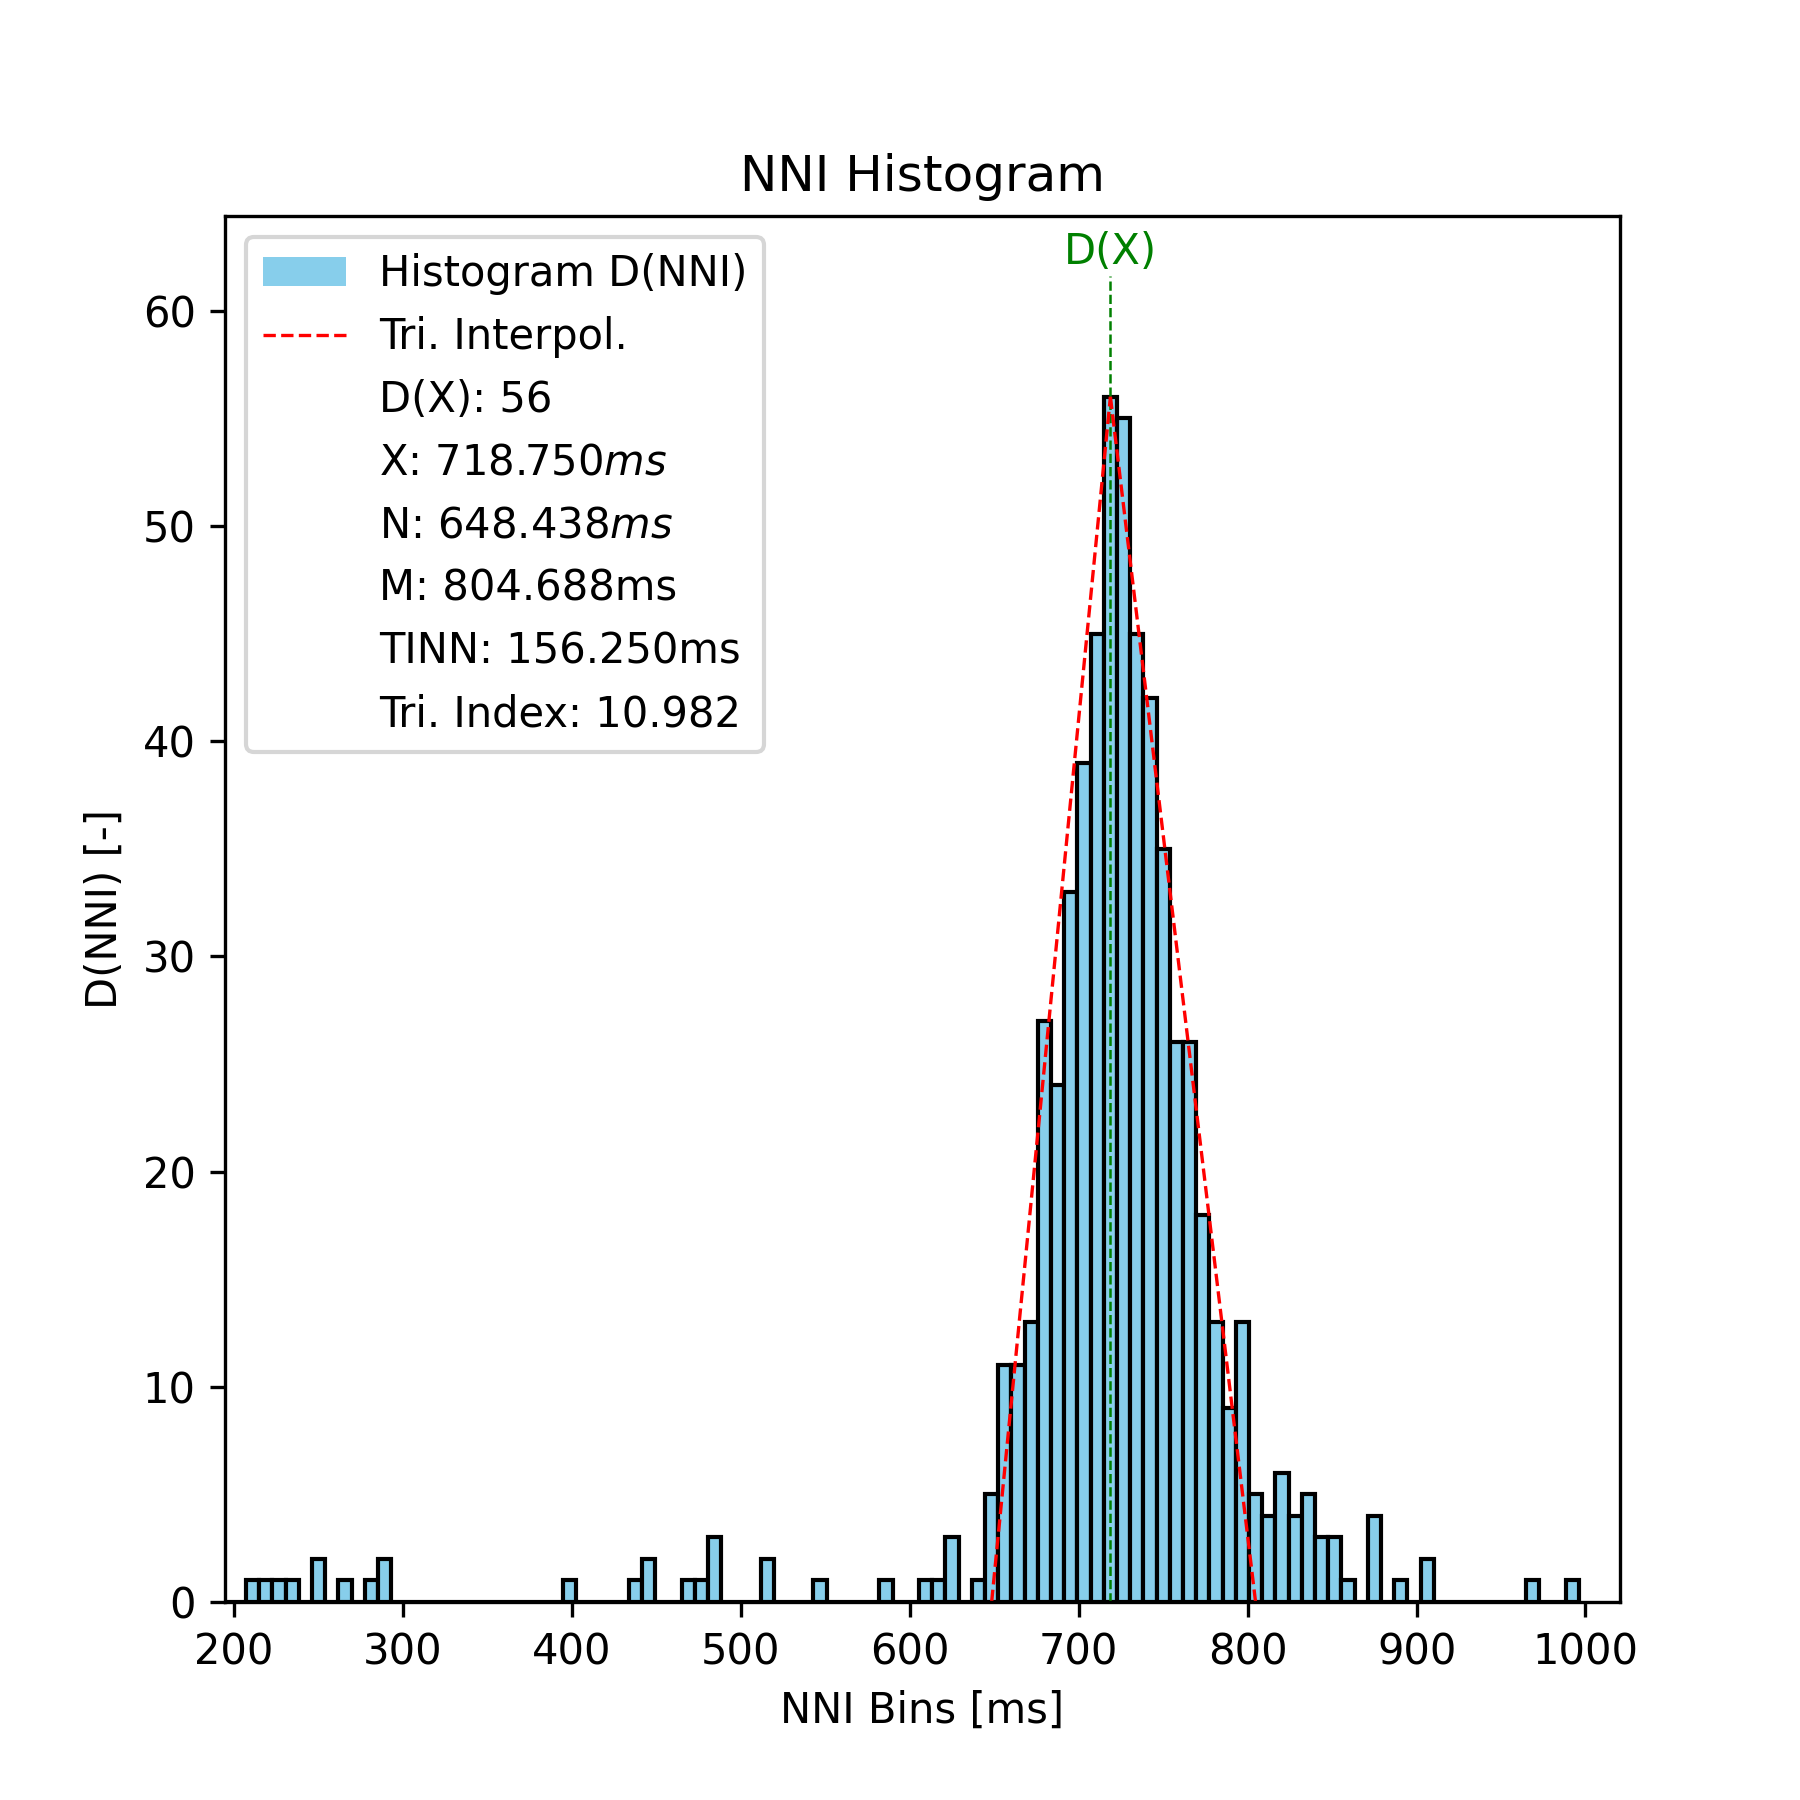 NNI Histogram
D(X)
Histogram D(NNI)
Tri. Interpol.
D(X): 56
X: 718.750ms
N: 648.438ms
M: 804.688ms
TINN: 156.250ms
Tri. Index: 10.982
60
50
40
30
20
10
0
D(NNI) [-]
200 300 400 500 600 700 800 900 1000
NNI Bins [ms]